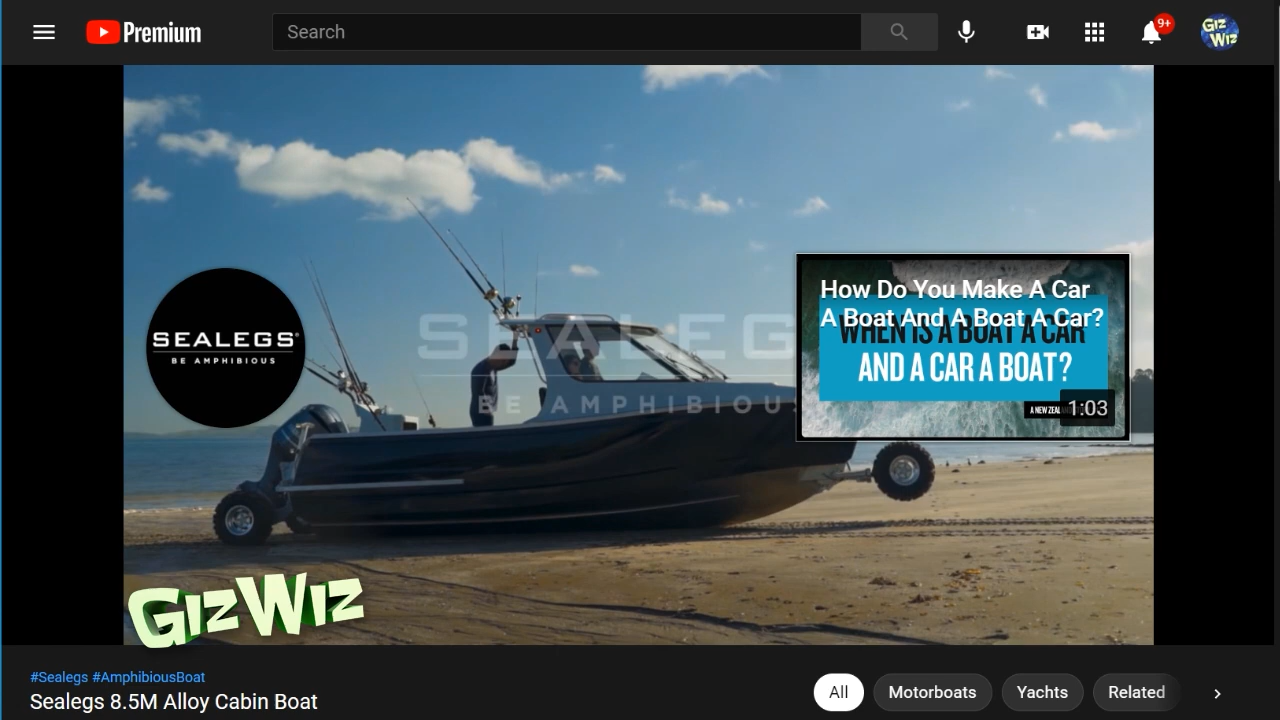 Premium
Search
9+
GIZ
WIZ
SEALEGS
BE AMPHIBIOUS
SEALEGS®
BE AMPHIBIOUS
How Do You Make A Car
A Boat And A Boat A Car?
WHEN IS A BOAT A CAR
AND A CAR A BOAT?
A NEW
1:03
GIZWIZ
#Sealegs #AmphibiousBoat
Sealegs 8.5M Alloy Cabin Boat
All
Motorboats
Yachts
Related